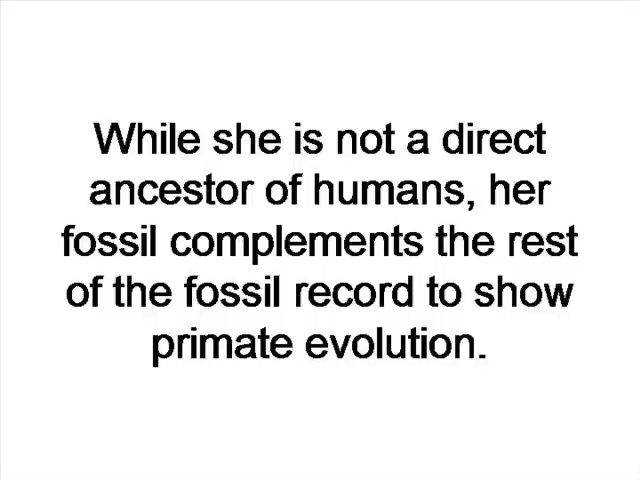 While she is not a direct
ancestor of humans, her
fossil complements the rest
of the fossil record to show
primate evolution.